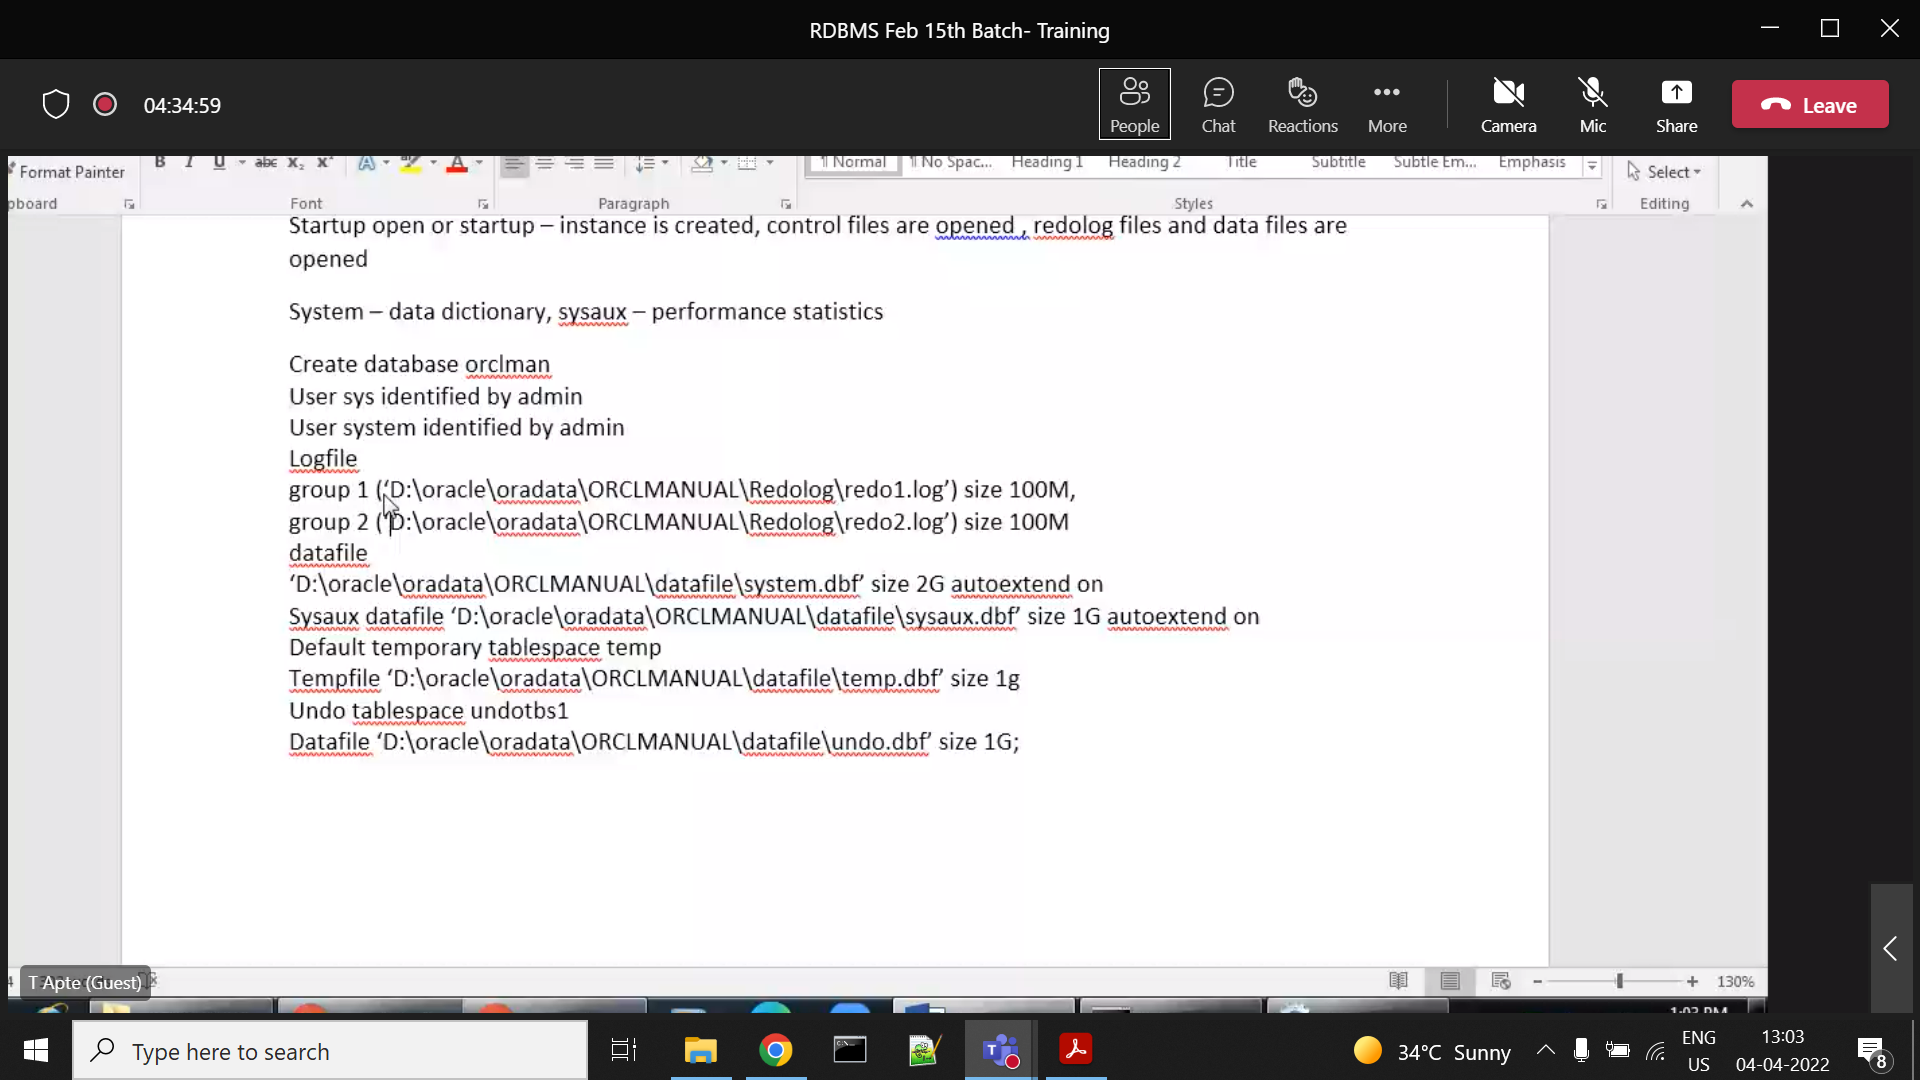 RDBMS Feb 15th Batch- Training
04:34:59
People
Chat
Reactions
More
Camera
Mic
Share
Leave
Format Painter
B I U abc x₂ x² A A
¶ Normal
¶ No Spac...
Heading 1
Heading 2
Title
Subtitle
Subtle Em...
Emphasis
Select
pboard
Font
Paragraph
Styles
Editing
Startup open or startup – instance is created, control files are opened , redolog files and data files are
opened
System – data dictionary, sysaux – performance statistics
Create database orclman
User sys identified by admin
User system identified by admin
Logfile
group 1 (‘D:\oracle\oradata\ORCLMANUAL\Redolog\redo1.log’) size 100M,
group 2 (‘D:\oracle\oradata\ORCLMANUAL\Redolog\redo2.log’) size 100M
datafile
‘D:\oracle\oradata\ORCLMANUAL\datafile\system.dbf’ size 2G autoextend on
Sysaux datafile ‘D:\oracle\oradata\ORCLMANUAL\datafile\sysaux.dbf’ size 1G autoextend on
Default temporary tablespace temp
Tempfile ‘D:\oracle\oradata\ORCLMANUAL\datafile\temp.dbf’ size 1g
Undo tablespace undotbs1
Datafile ‘D:\oracle\oradata\ORCLMANUAL\datafile\undo.dbf’ size 1G;
T Apte (Guest)
130%
1:03 PM
Type here to search
34°C Sunny
ENG
US
13:03
04-04-2022
8